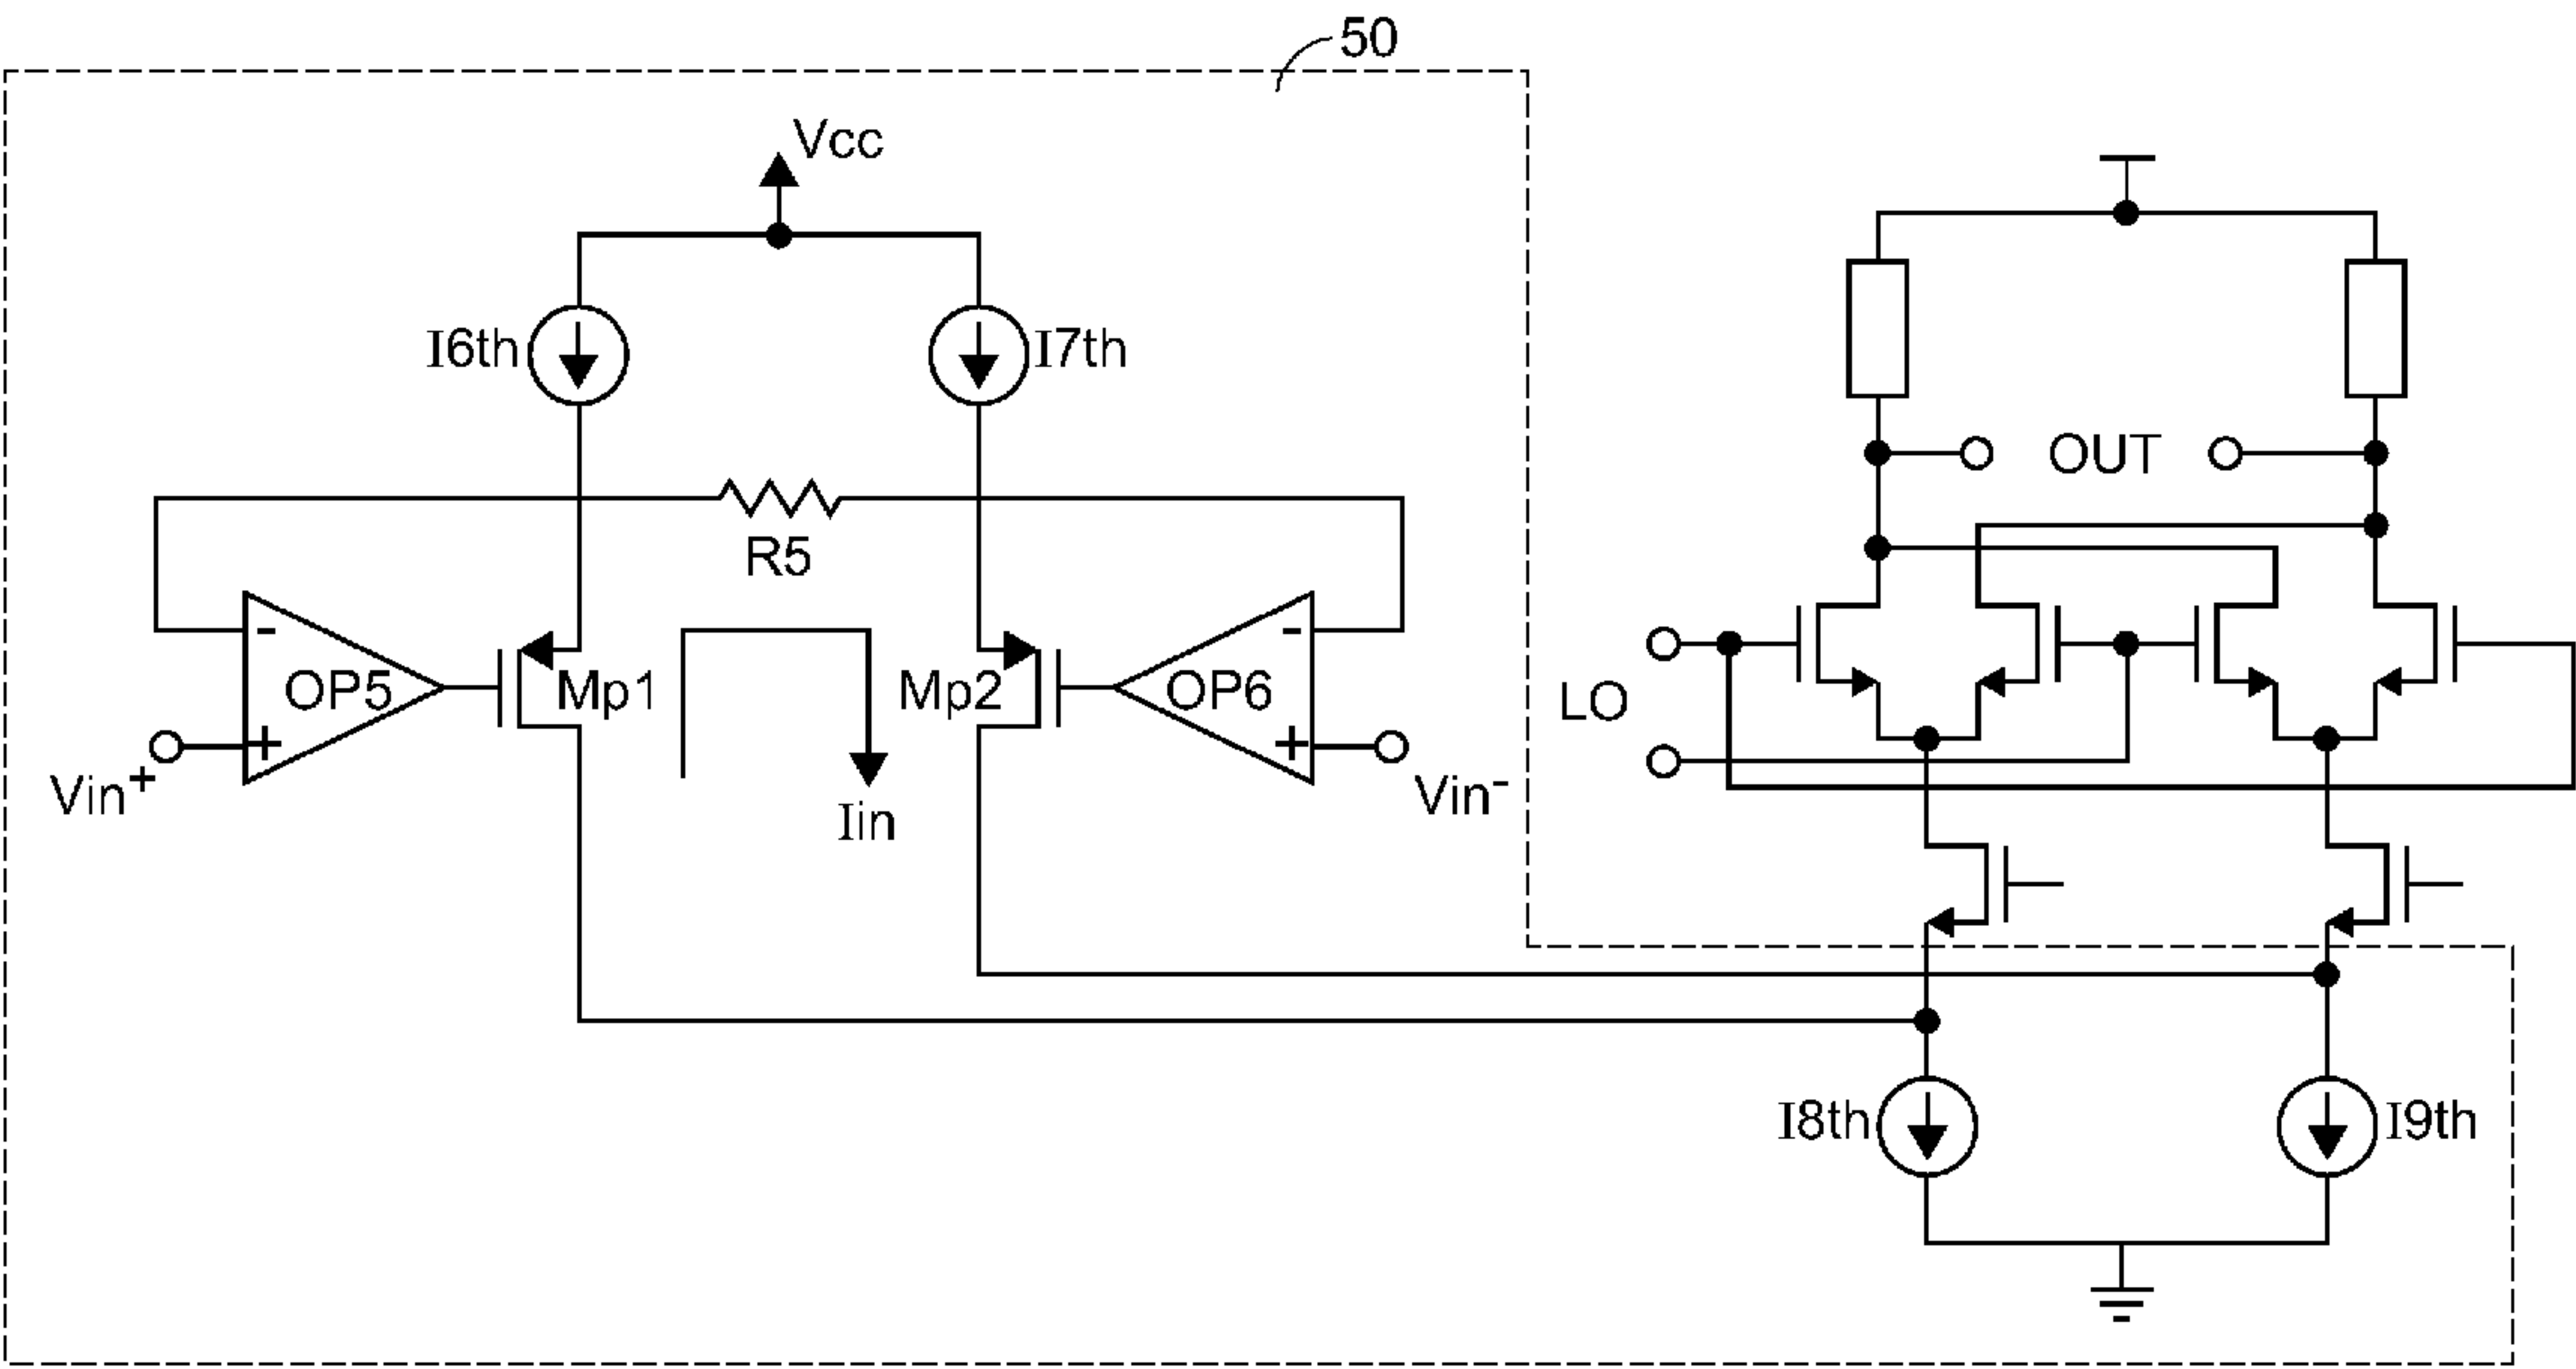 50
Vcc
I6th
I7th
OUT
R5
-
-
OP5
Mp1
Mp2
OP6
LO
+
+
Vin+
Iin
Vin-
I8th
I9th